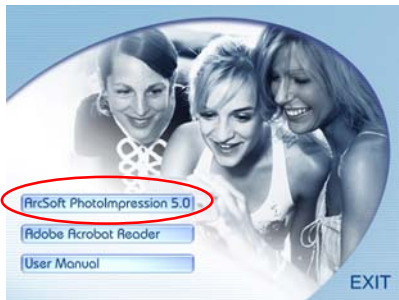 ArcSoft PhotoImpression 5.0
Adobe Acrobat Reader
User Manual
EXIT